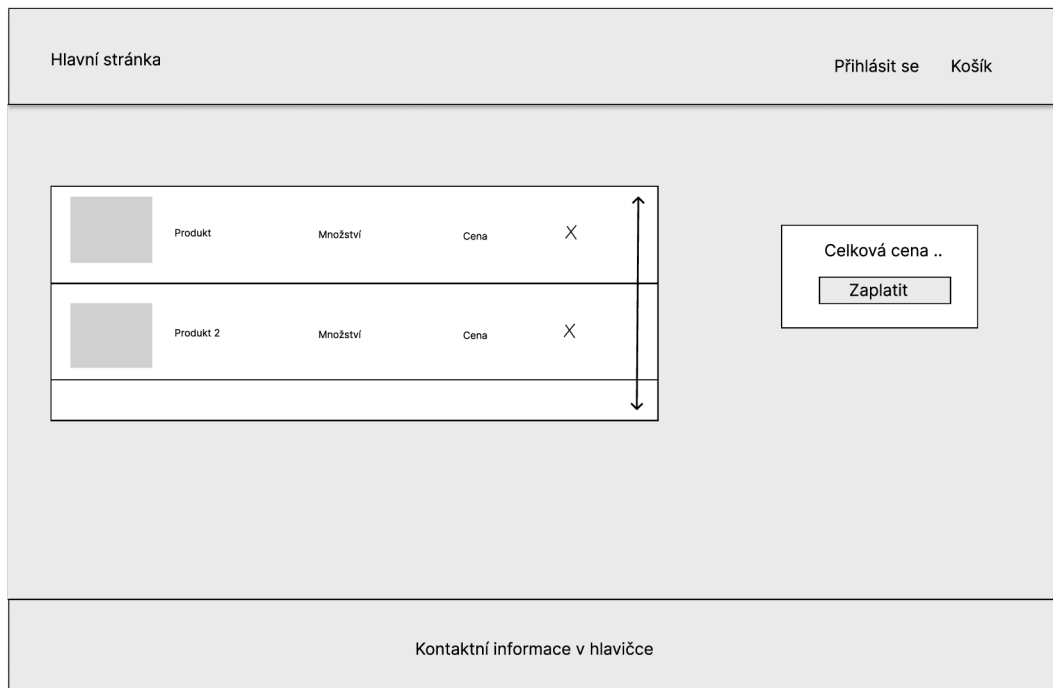 Hlavní stránka
Přihlásit se
Košík
Produkt
Množství
Cena
X
Celková cena ..
Zaplatit
Produkt 2
Množství
Cena
X
Kontaktní informace v hlavičce